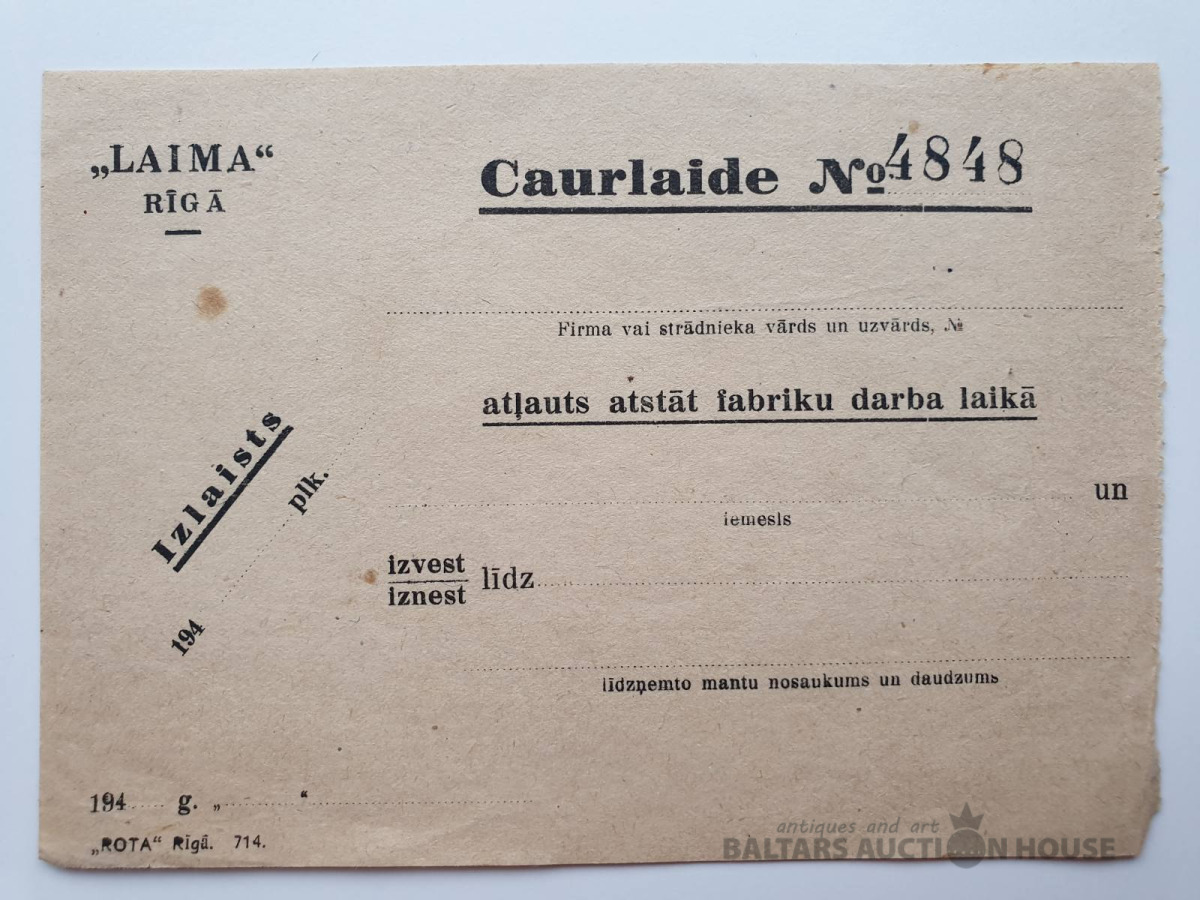 „LAIMA“
RĪGĀ
Caurlaide № 4848
Firma vai strādnieka vārds un uzvārds, №
atļauts atstāt fabriku darba laikā
un
iemesls
izvest
iznest
līdz
līdzņemto mantu nosaukums un daudzums
Izlaists
194 plk.
194 g. „ “
„ROTA“ Rīgā. 714.
antiques and art
BALTARS AUCTION HOUSE